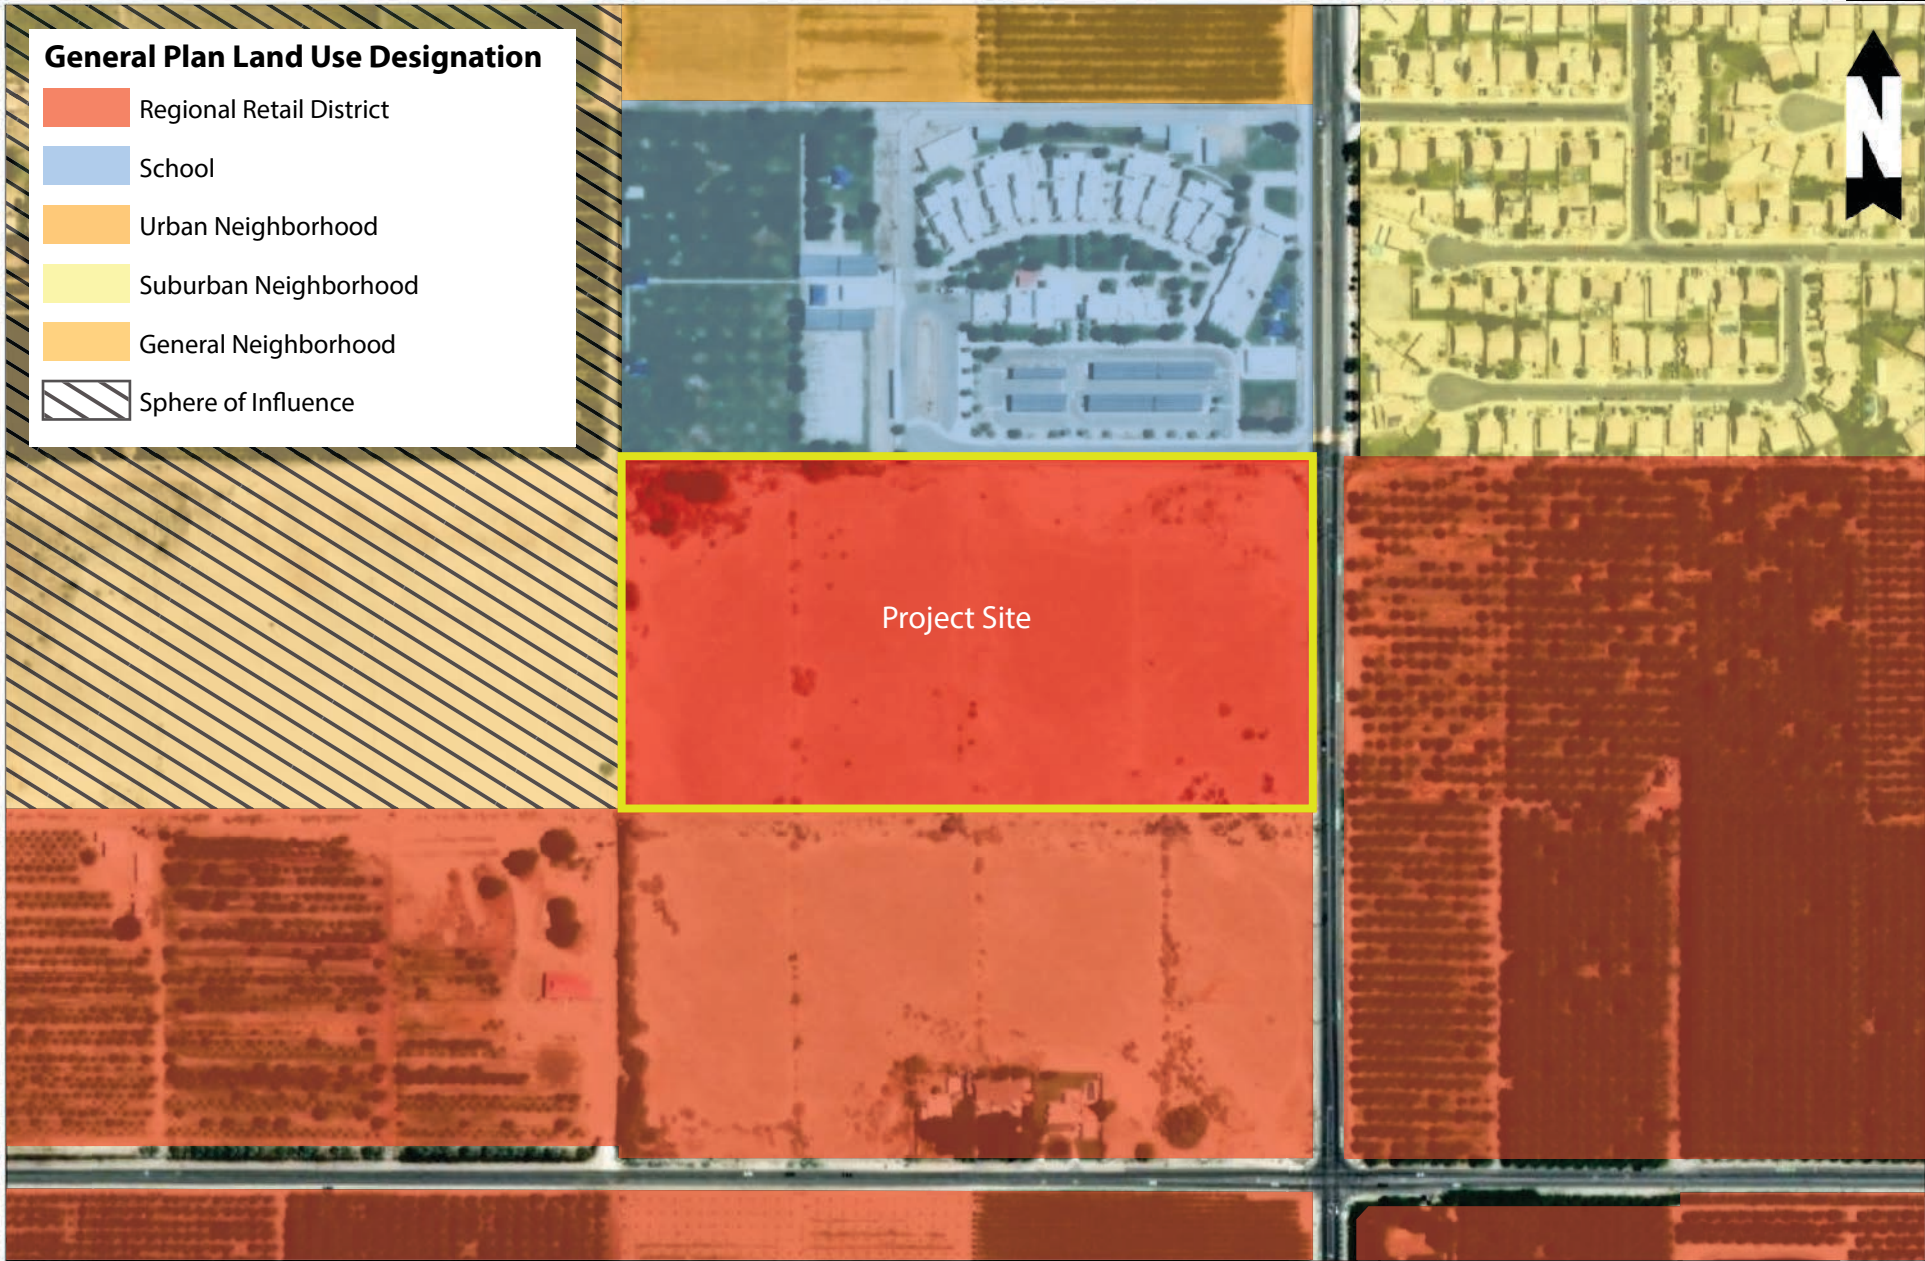 General Plan Land Use Designation
Regional Retail District
School
Urban Neighborhood
Suburban Neighborhood
General Neighborhood
Sphere of Influence
N
Project Site